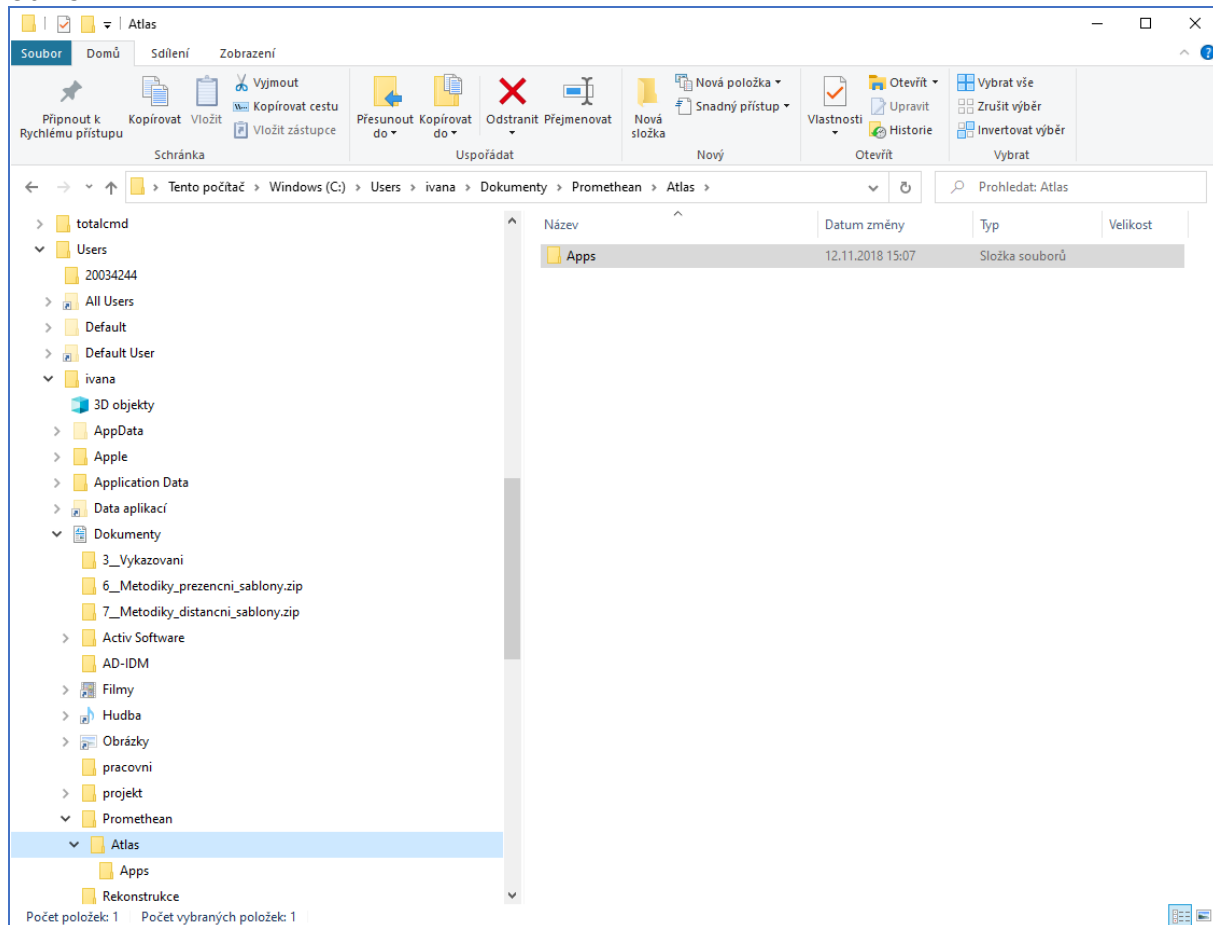 Atlas
Soubor Domů Sdílení Zobrazení
Připnout k Rychlému přístupu
Kopírovat
Vložit
Vyjmout
Kopírovat cestu
Vložit zástupce
Schránka
Přesunout do
Kopírovat do
Odstranit
Přejmenovat
Uspořádat
Nová složka
Nová položka
Snadný přístup
Nový
Vlastnosti
Otevřít
Upravit
Historie
Otevřít
Vybrat vše
Zrušit výběr
Invertovat výběr
Vybrat
Tento počítač > Windows (C:) > Users > ivana > Dokumenty > Promethean > Atlas >
Prohledat: Atlas
totalcmd
Users
20034244
All Users
Default
Default User
ivana
3D objekty
AppData
Apple
Application Data
Data aplikací
Dokumenty
3__Vykazovani
6__Metodiky_prezencni_sablony.zip
7__Metodiky_distancni_sablony.zip
Activ Software
AD-IDM
Filmy
Hudba
Obrázky
pracovni
projekt
Promethean
Atlas
Apps
Rekonstrukce
Název Datum změny Typ Velikost
Apps 12.11.2018 15:07 Složka souborů
Počet položek: 1 Počet vybraných položek: 1